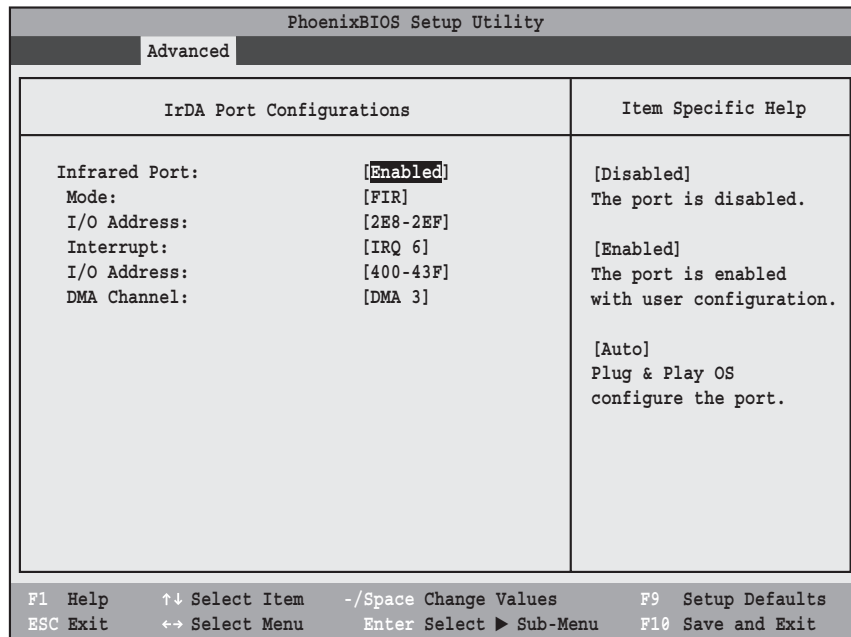 PhoenixBIOS Setup Utility
Advanced
IrDA Port Configurations
Infrared Port: [Enabled]
Mode: [FIR]
I/O Address: [2E8-2EF]
Interrupt: [IRQ 6]
I/O Address: [400-43F]
DMA Channel: [DMA 3]
Item Specific Help
[Disabled]
The port is disabled.
[Enabled]
The port is enabled
with user configuration.
[Auto]
Plug & Play OS
configure the port.
F1 Help ↑↓ Select Item -/Space Change Values F9 Setup Defaults
ESC Exit ←→ Select Menu Enter Select ▶ Sub-Menu F10 Save and Exit